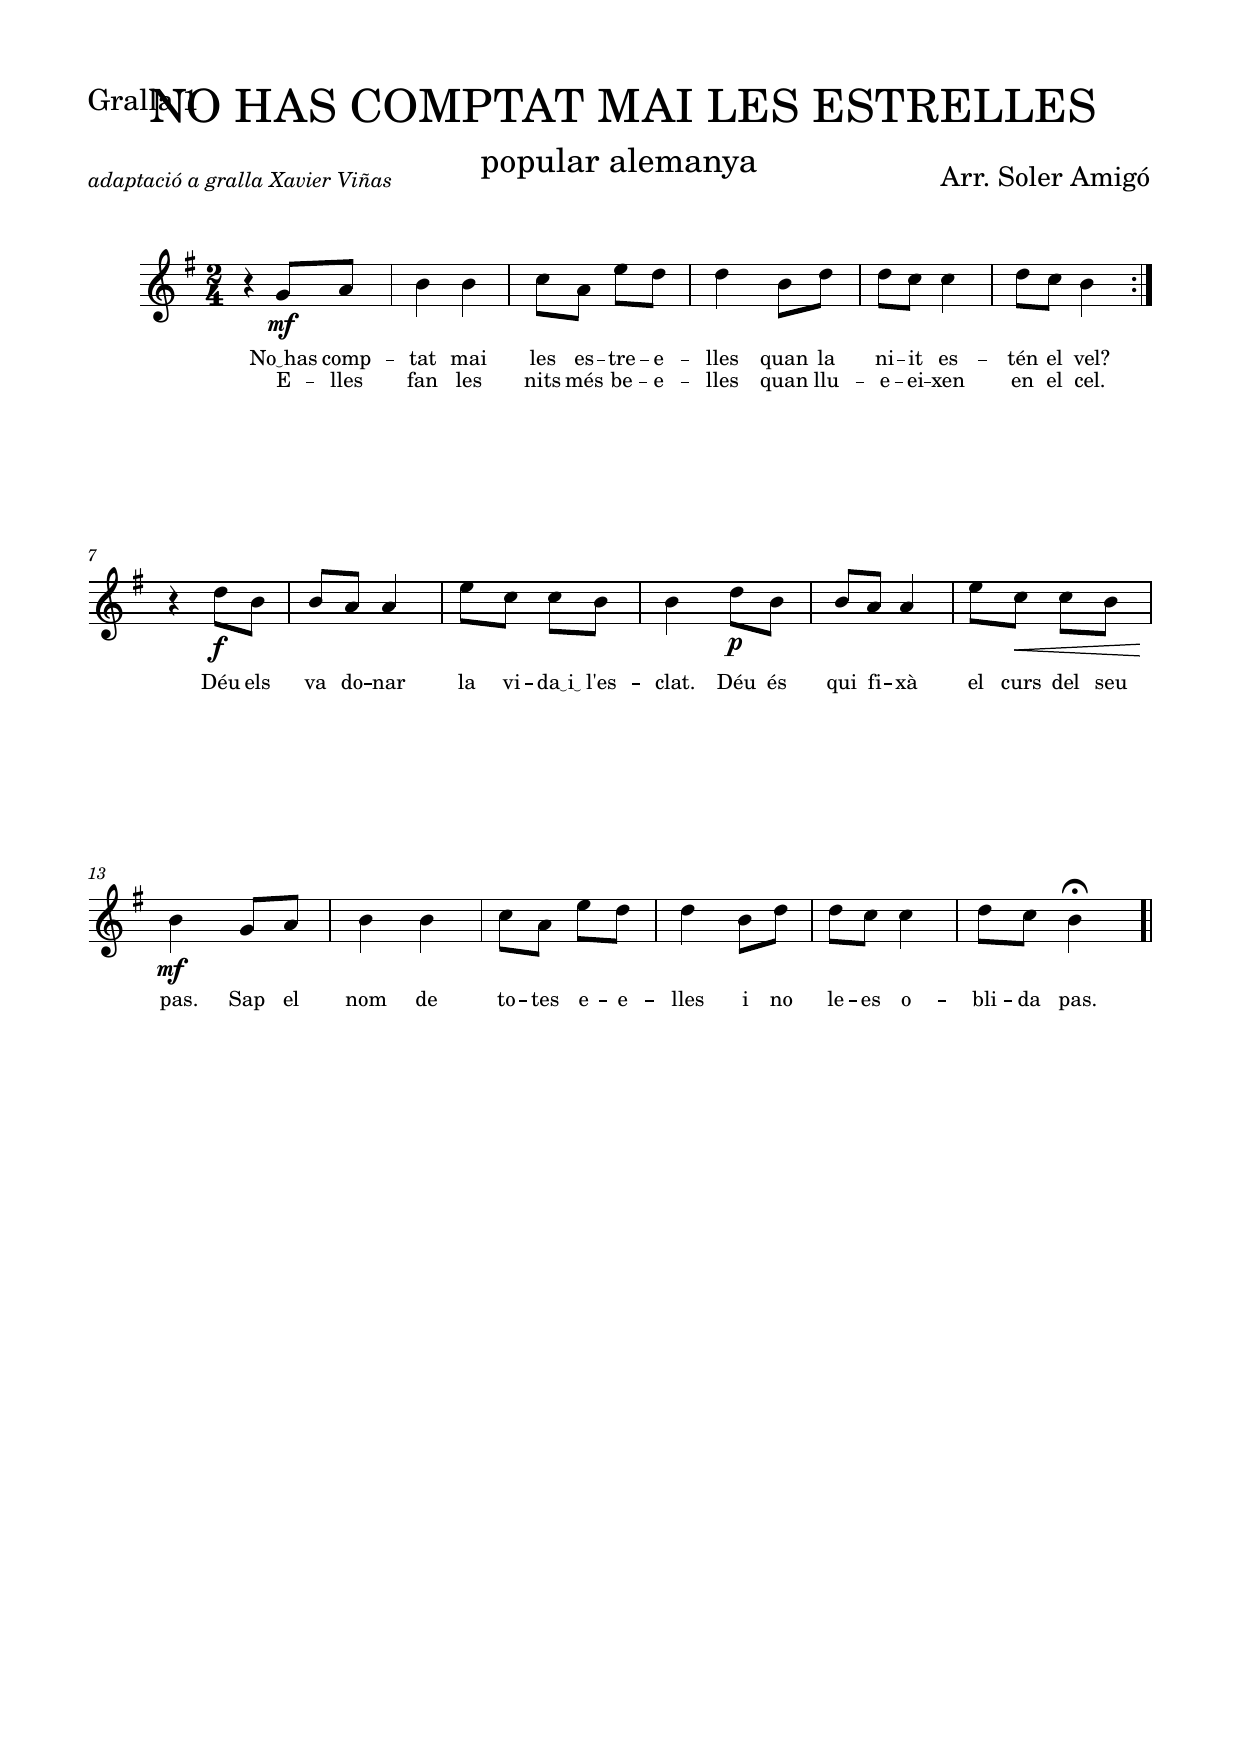 Gralla 1
NO HAS COMPTAT MAI LES ESTRELLES
popular alemanya
adaptació a gralla Xavier Viñas
Arr. Soler Amigó
2
4
mf
No‿has comp – tat mai les es – tre – e – lles quan la ni – it es – tén el vel?
E – lles fan les nits més be – e – lles quan llu – e – ei – xen en el cel.
7
f p
Déu els va do – nar la vi – da‿i‿l'es – clat. Déu és qui fi – xà el curs del seu
13
mf
pas. Sap el nom de to – tes e – e – lles i no le – es o – bli – da pas.